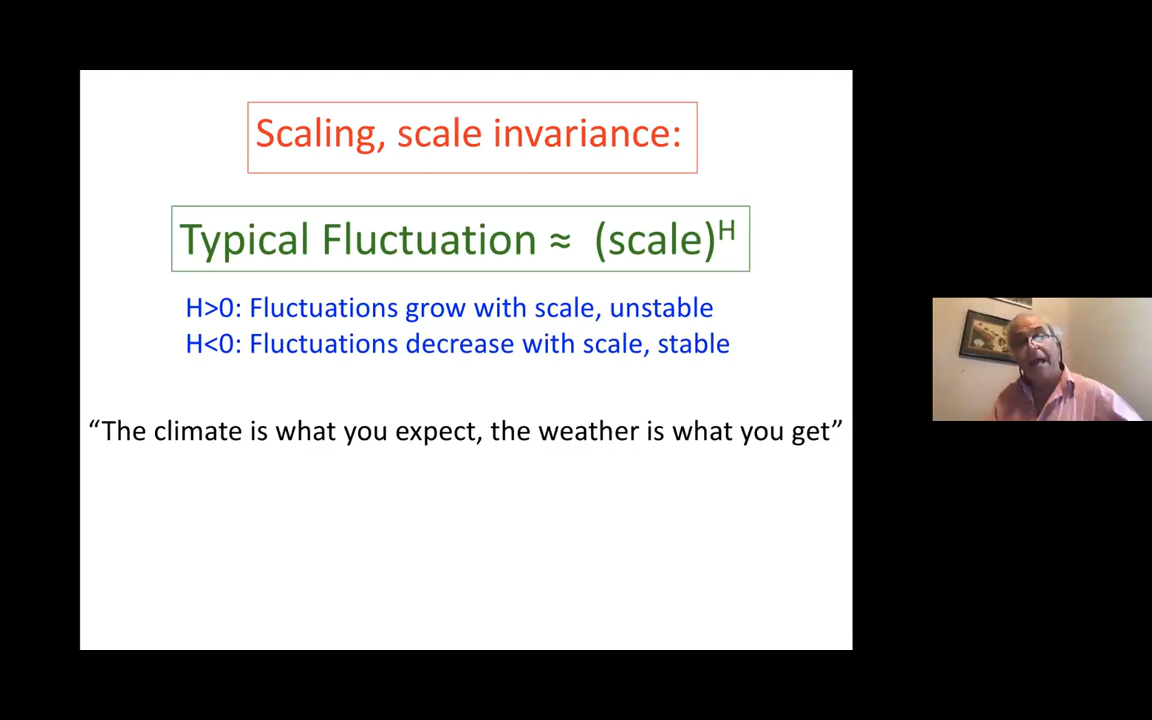 Scaling, scale invariance:
Typical Fluctuation ≈ (scale)ᴴ
H>0: Fluctuations grow with scale, unstable
H<0: Fluctuations decrease with scale, stable
“The climate is what you expect, the weather is what you get”